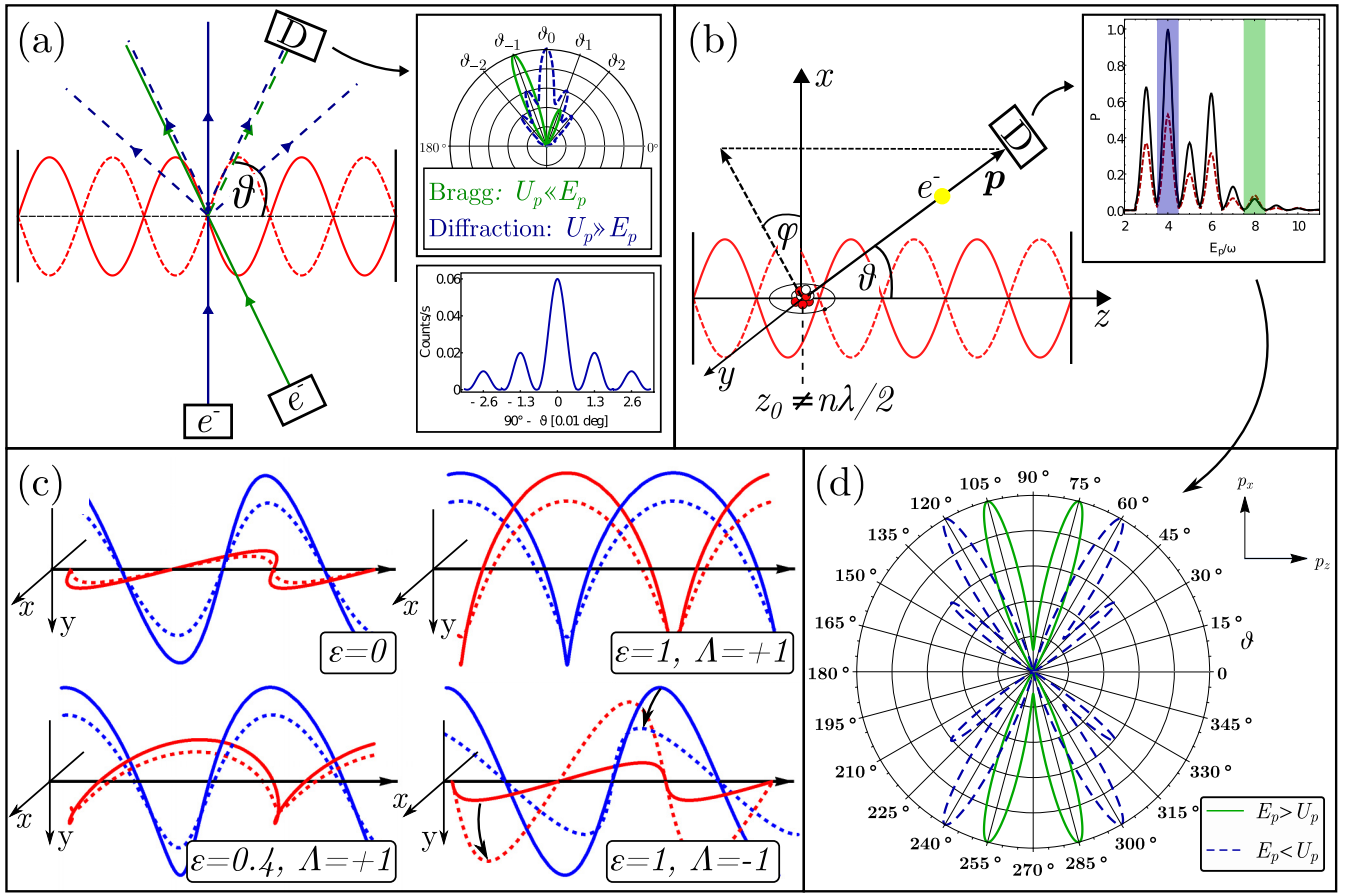 (a)
D
ϑ
e⁻
e⁻
ϑ₋₂
ϑ₋₁
ϑ₀
ϑ₁
ϑ₂
180°
0°
Bragg: Uₚ≪Eₚ
Diffraction: Uₚ≫Eₚ
Counts/s
0.06
0.04
0.02
0
- 2.6 - 1.3 0 1.3 2.6
90° - ϑ [0.01 deg]
(b)
x
D
e⁻
p
φ
ϑ
z
y
z₀ ≠ nλ/2
P
1.0
0.8
0.6
0.4
0.2
0.0
2 4 6 8 10
Eₚ/ω
(c)
x
y
ε=0
x
y
ε=1, Λ=+1
x
y
ε=0.4, Λ=+1
x
y
ε=1, Λ=-1
(d)
pₓ
p_z
90°
75°
60°
45°
30°
15°
ϑ
0
345°
330°
315°
300°
285°
270°
255°
240°
225°
210°
195°
180°
165°
150°
135°
120°
105°
Eₚ>Uₚ
Eₚ<Uₚ